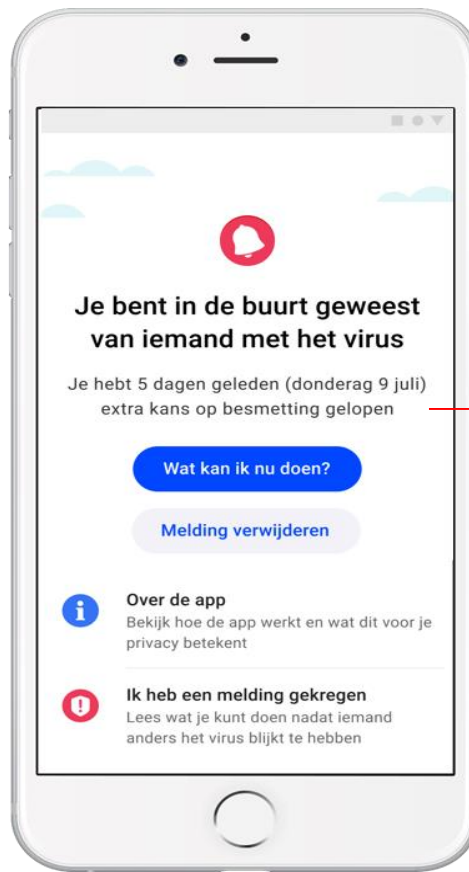 Je bent in de buurt geweest
van iemand met het virus
Je hebt 5 dagen geleden (donderag 9 juli)
extra kans op besmetting gelopen
Wat kan ik nu doen?
Melding verwijderen
Over de app
Bekijk hoe de app werkt en wat dit voor je
privacy betekent
Ik heb een melding gekregen
Lees wat je kunt doen nadat iemand
anders het virus blijkt te hebben